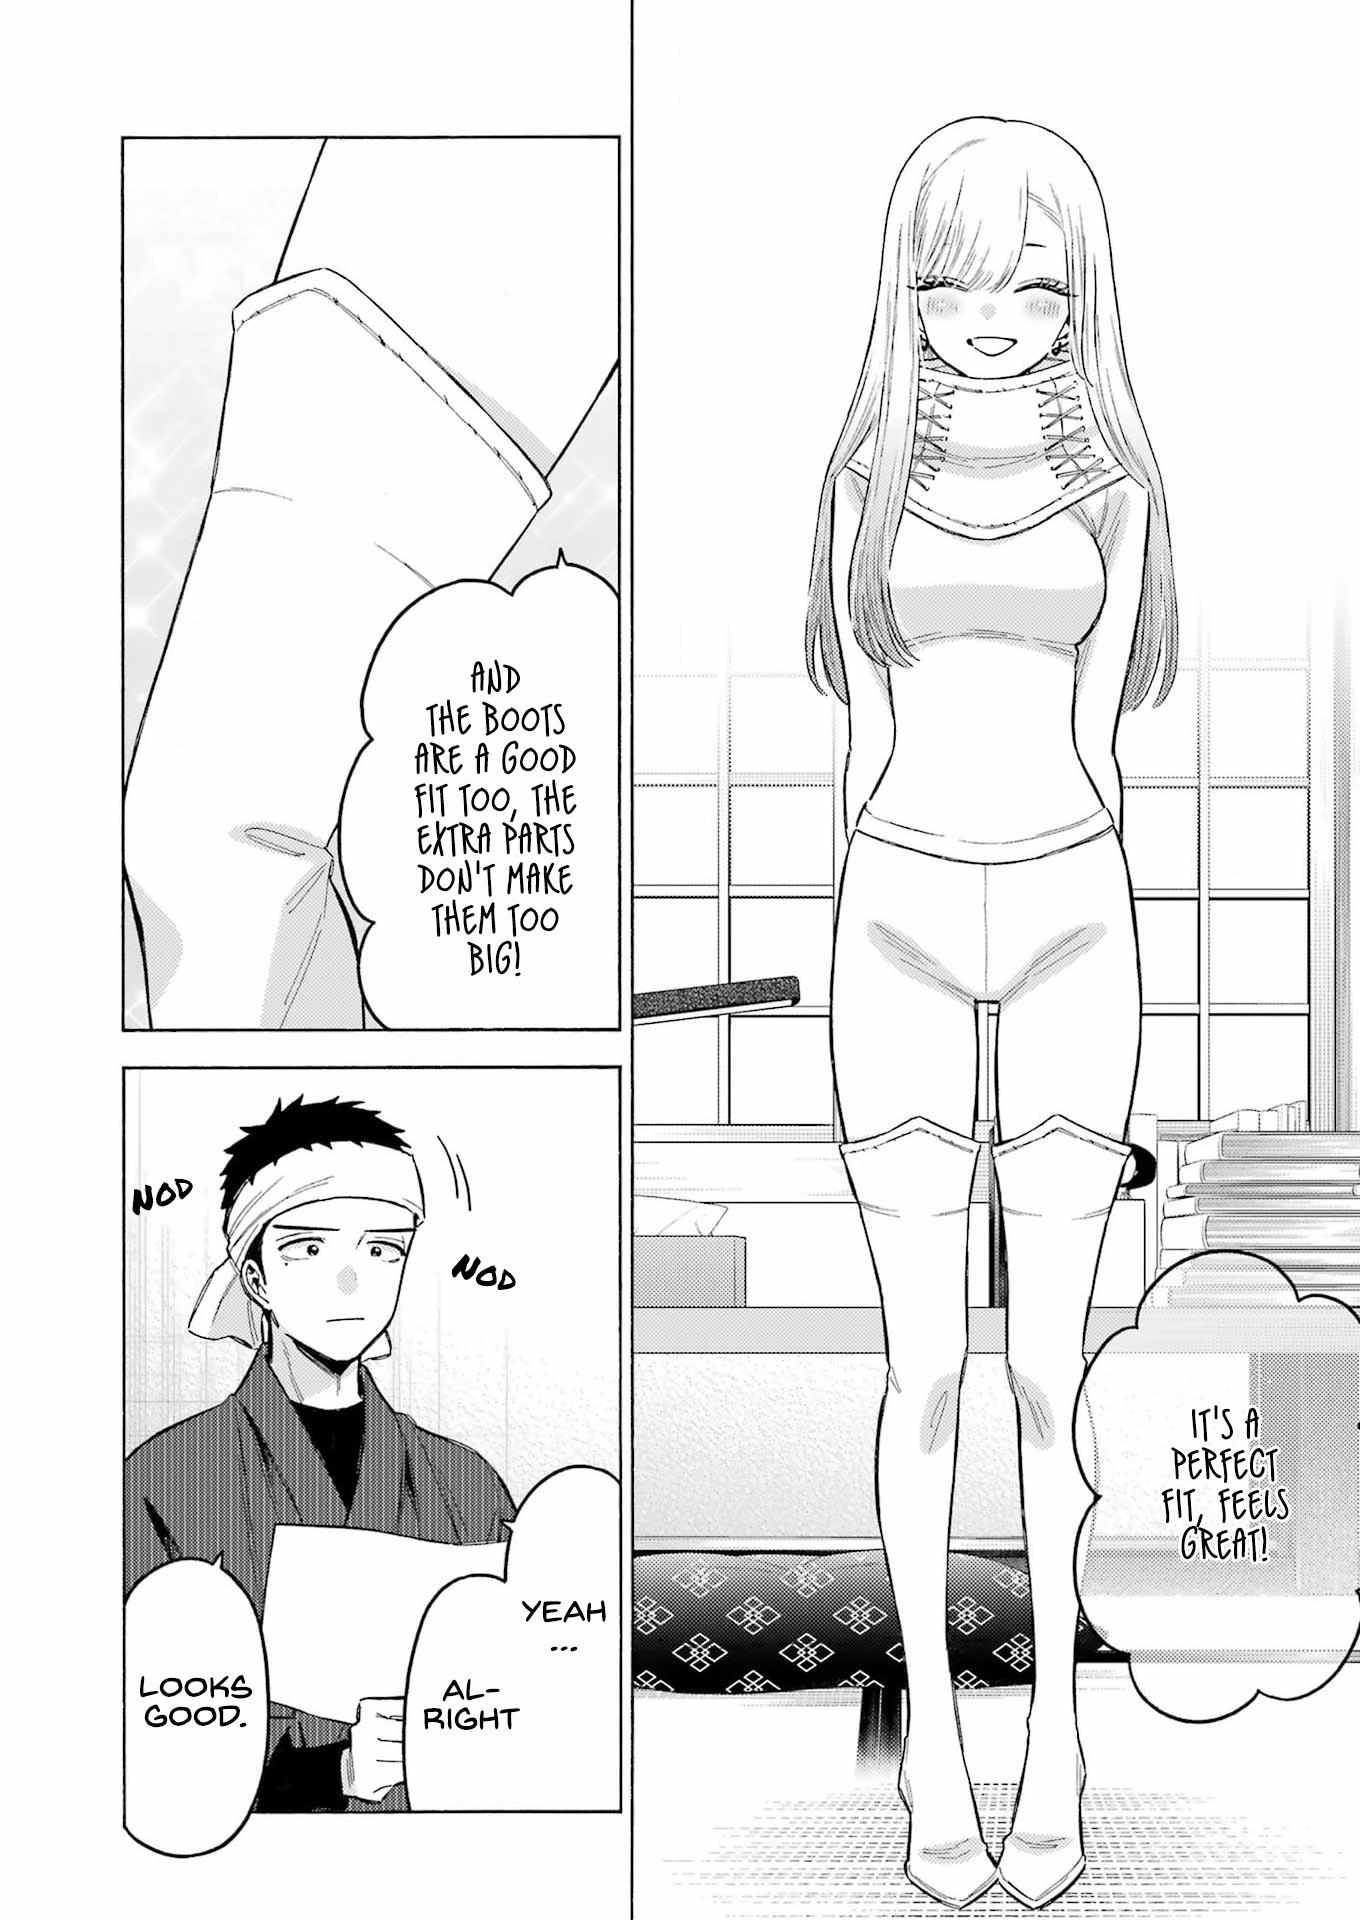 IT'S A
PERFECT
FIT, FEELS
GREAT!
AND
THE BOOTS
ARE A GOOD
FIT TOO, THE
EXTRA PARTS
DON'T MAKE
THEM TOO
BIG!
NOD
NOD
YEAH
...
AL-
RIGHT
LOOKS
GOOD.